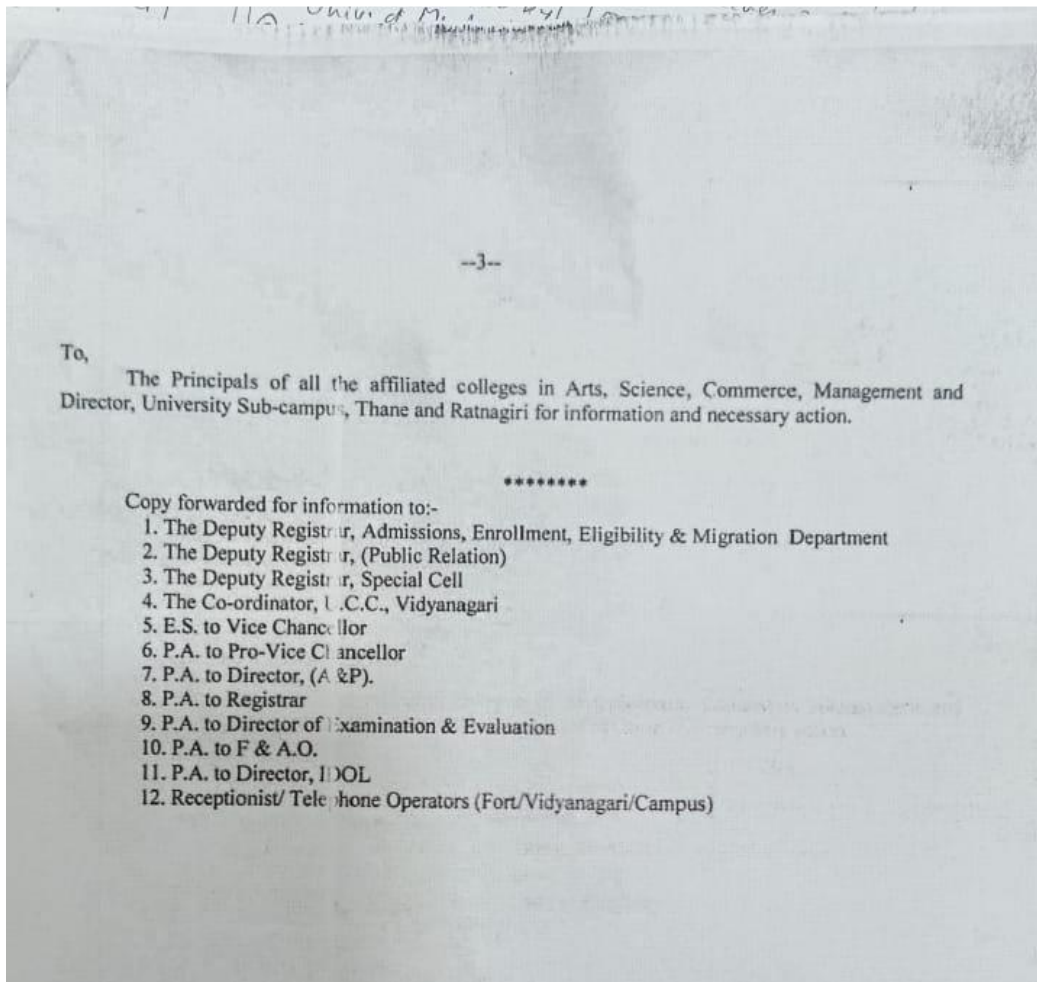 --3--
To,
The Principals of all the affiliated colleges in Arts, Science, Commerce, Management and
Director, University Sub-campus, Thane and Ratnagiri for information and necessary action.
********
Copy forwarded for information to:-
1. The Deputy Registrar, Admissions, Enrollment, Eligibility & Migration Department
2. The Deputy Registrar, (Public Relation)
3. The Deputy Registrar, Special Cell
4. The Co-ordinator, .C.C., Vidyanagari
5. E.S. to Vice Chancellor
6. P.A. to Pro-Vice Chancellor
7. P.A. to Director, (A &P).
8. P.A. to Registrar
9. P.A. to Director of Examination & Evaluation
10. P.A. to F & A.O.
11. P.A. to Director, IDOL
12. Receptionist/ Telephone Operators (Fort/Vidyanagari/Campus)